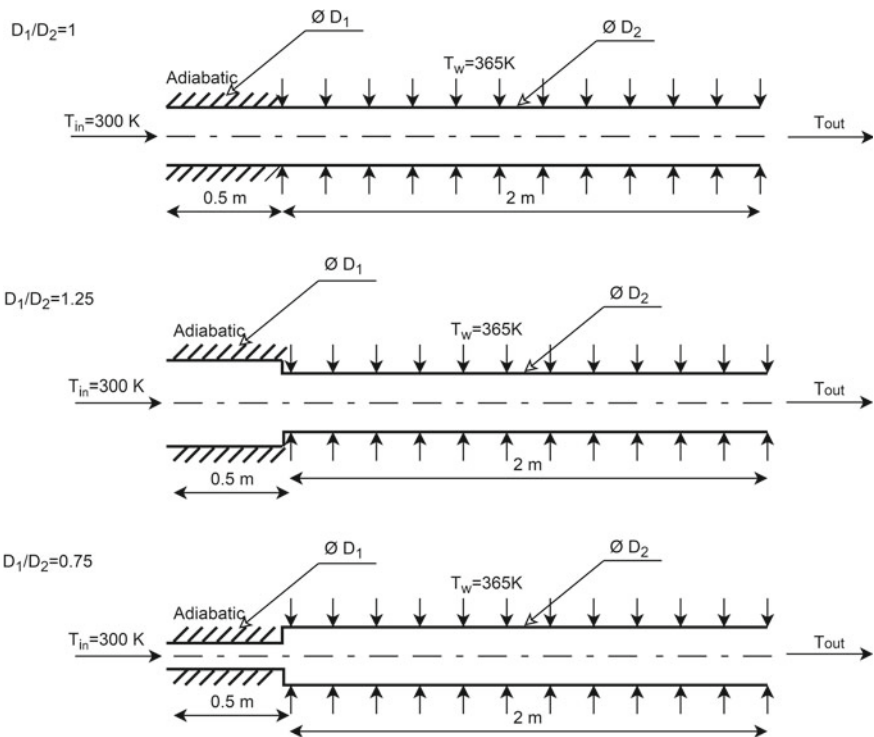 D1/D2=1
Ø D1
Ø D2
Adiabatic
Tw=365K
Tin=300 K
Tout
0.5 m
2 m
D1/D2=1.25
Ø D1
Ø D2
Adiabatic
Tw=365K
Tin=300 K
Tout
0.5 m
2 m
D1/D2=0.75
Ø D1
Ø D2
Tw=365K
Adiabatic
Tin=300 K
Tout
0.5 m
2 m